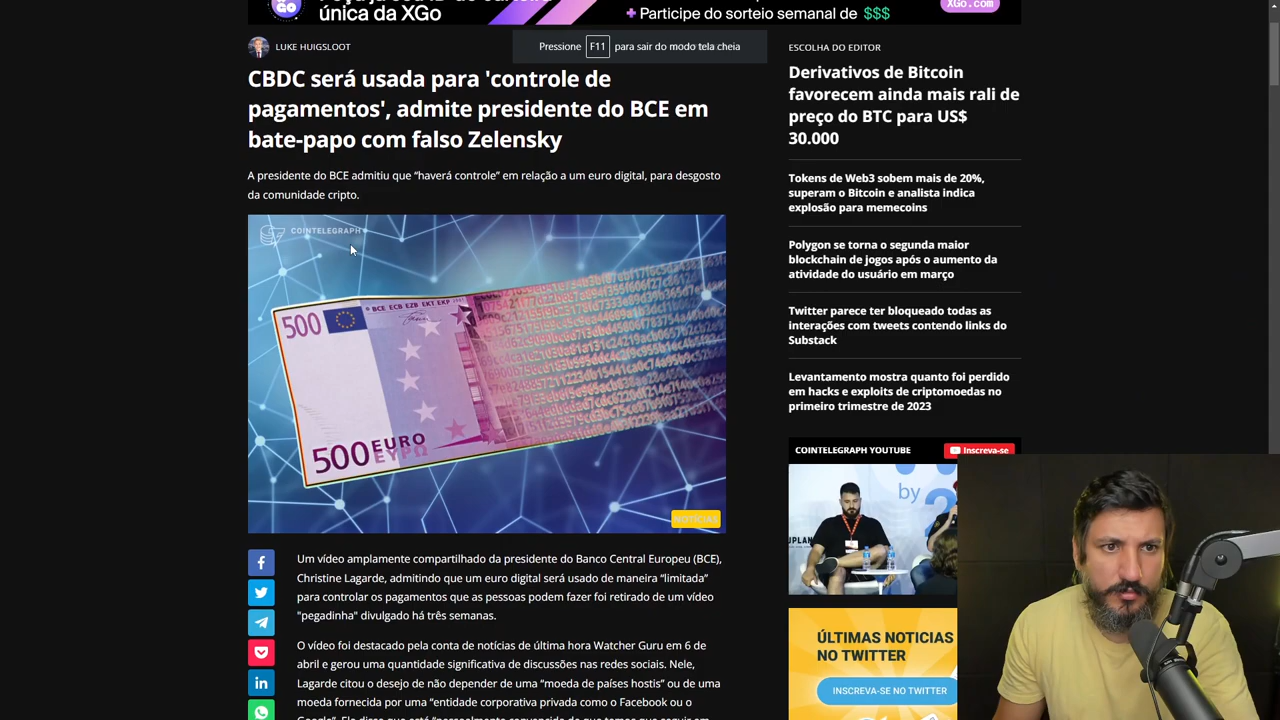 única da XGo
+ Participe do sorteio semanal de $$$
XGo.com
LUKE HUIGSLOOT
Pressione F11 para sair do modo tela cheia
CBDC será usada para 'controle de
pagamentos', admite presidente do BCE em
bate-papo com falso Zelensky
A presidente do BCE admitiu que “haverá controle” em relação a um euro digital, para desgosto
da comunidade cripto.
COINTELEGRAPH
500
BCE ECB EZB EKT EKP
500 EURO
ΕΥΡΩ
NOTÍCIAS
Um vídeo amplamente compartilhado da presidente do Banco Central Europeu (BCE),
Christine Lagarde, admitindo que um euro digital será usado de maneira “limitada”
para controlar os pagamentos que as pessoas podem fazer foi retirado de um vídeo
"pegadinha" divulgado há três semanas.
O vídeo foi destacado pela conta de notícias de última hora Watcher Guru em 6 de
abril e gerou uma quantidade significativa de discussões nas redes sociais. Nele,
Lagarde citou o desejo de não depender de uma “moeda de países hostis” ou de uma
moeda fornecida por uma “entidade corporativa privada como o Facebook ou o
ESCOLHA DO EDITOR
Derivativos de Bitcoin
favorecem ainda mais rali de
preço do BTC para US$
30.000
Tokens de Web3 sobem mais de 20%,
superam o Bitcoin e analista indica
explosão para memecoins
Polygon se torna o segunda maior
blockchain de jogos após o aumento da
atividade do usuário em março
Twitter parece ter bloqueado todas as
interações com tweets contendo links do
Substack
Levantamento mostra quanto foi perdido
em hacks e exploits de criptomoedas no
primeiro trimestre de 2023
COINTELEGRAPH YOUTUBE
Inscreva-se
by
ÚLTIMAS NOTICIAS
NO TWITTER
INSCREVA-SE NO TWITTER